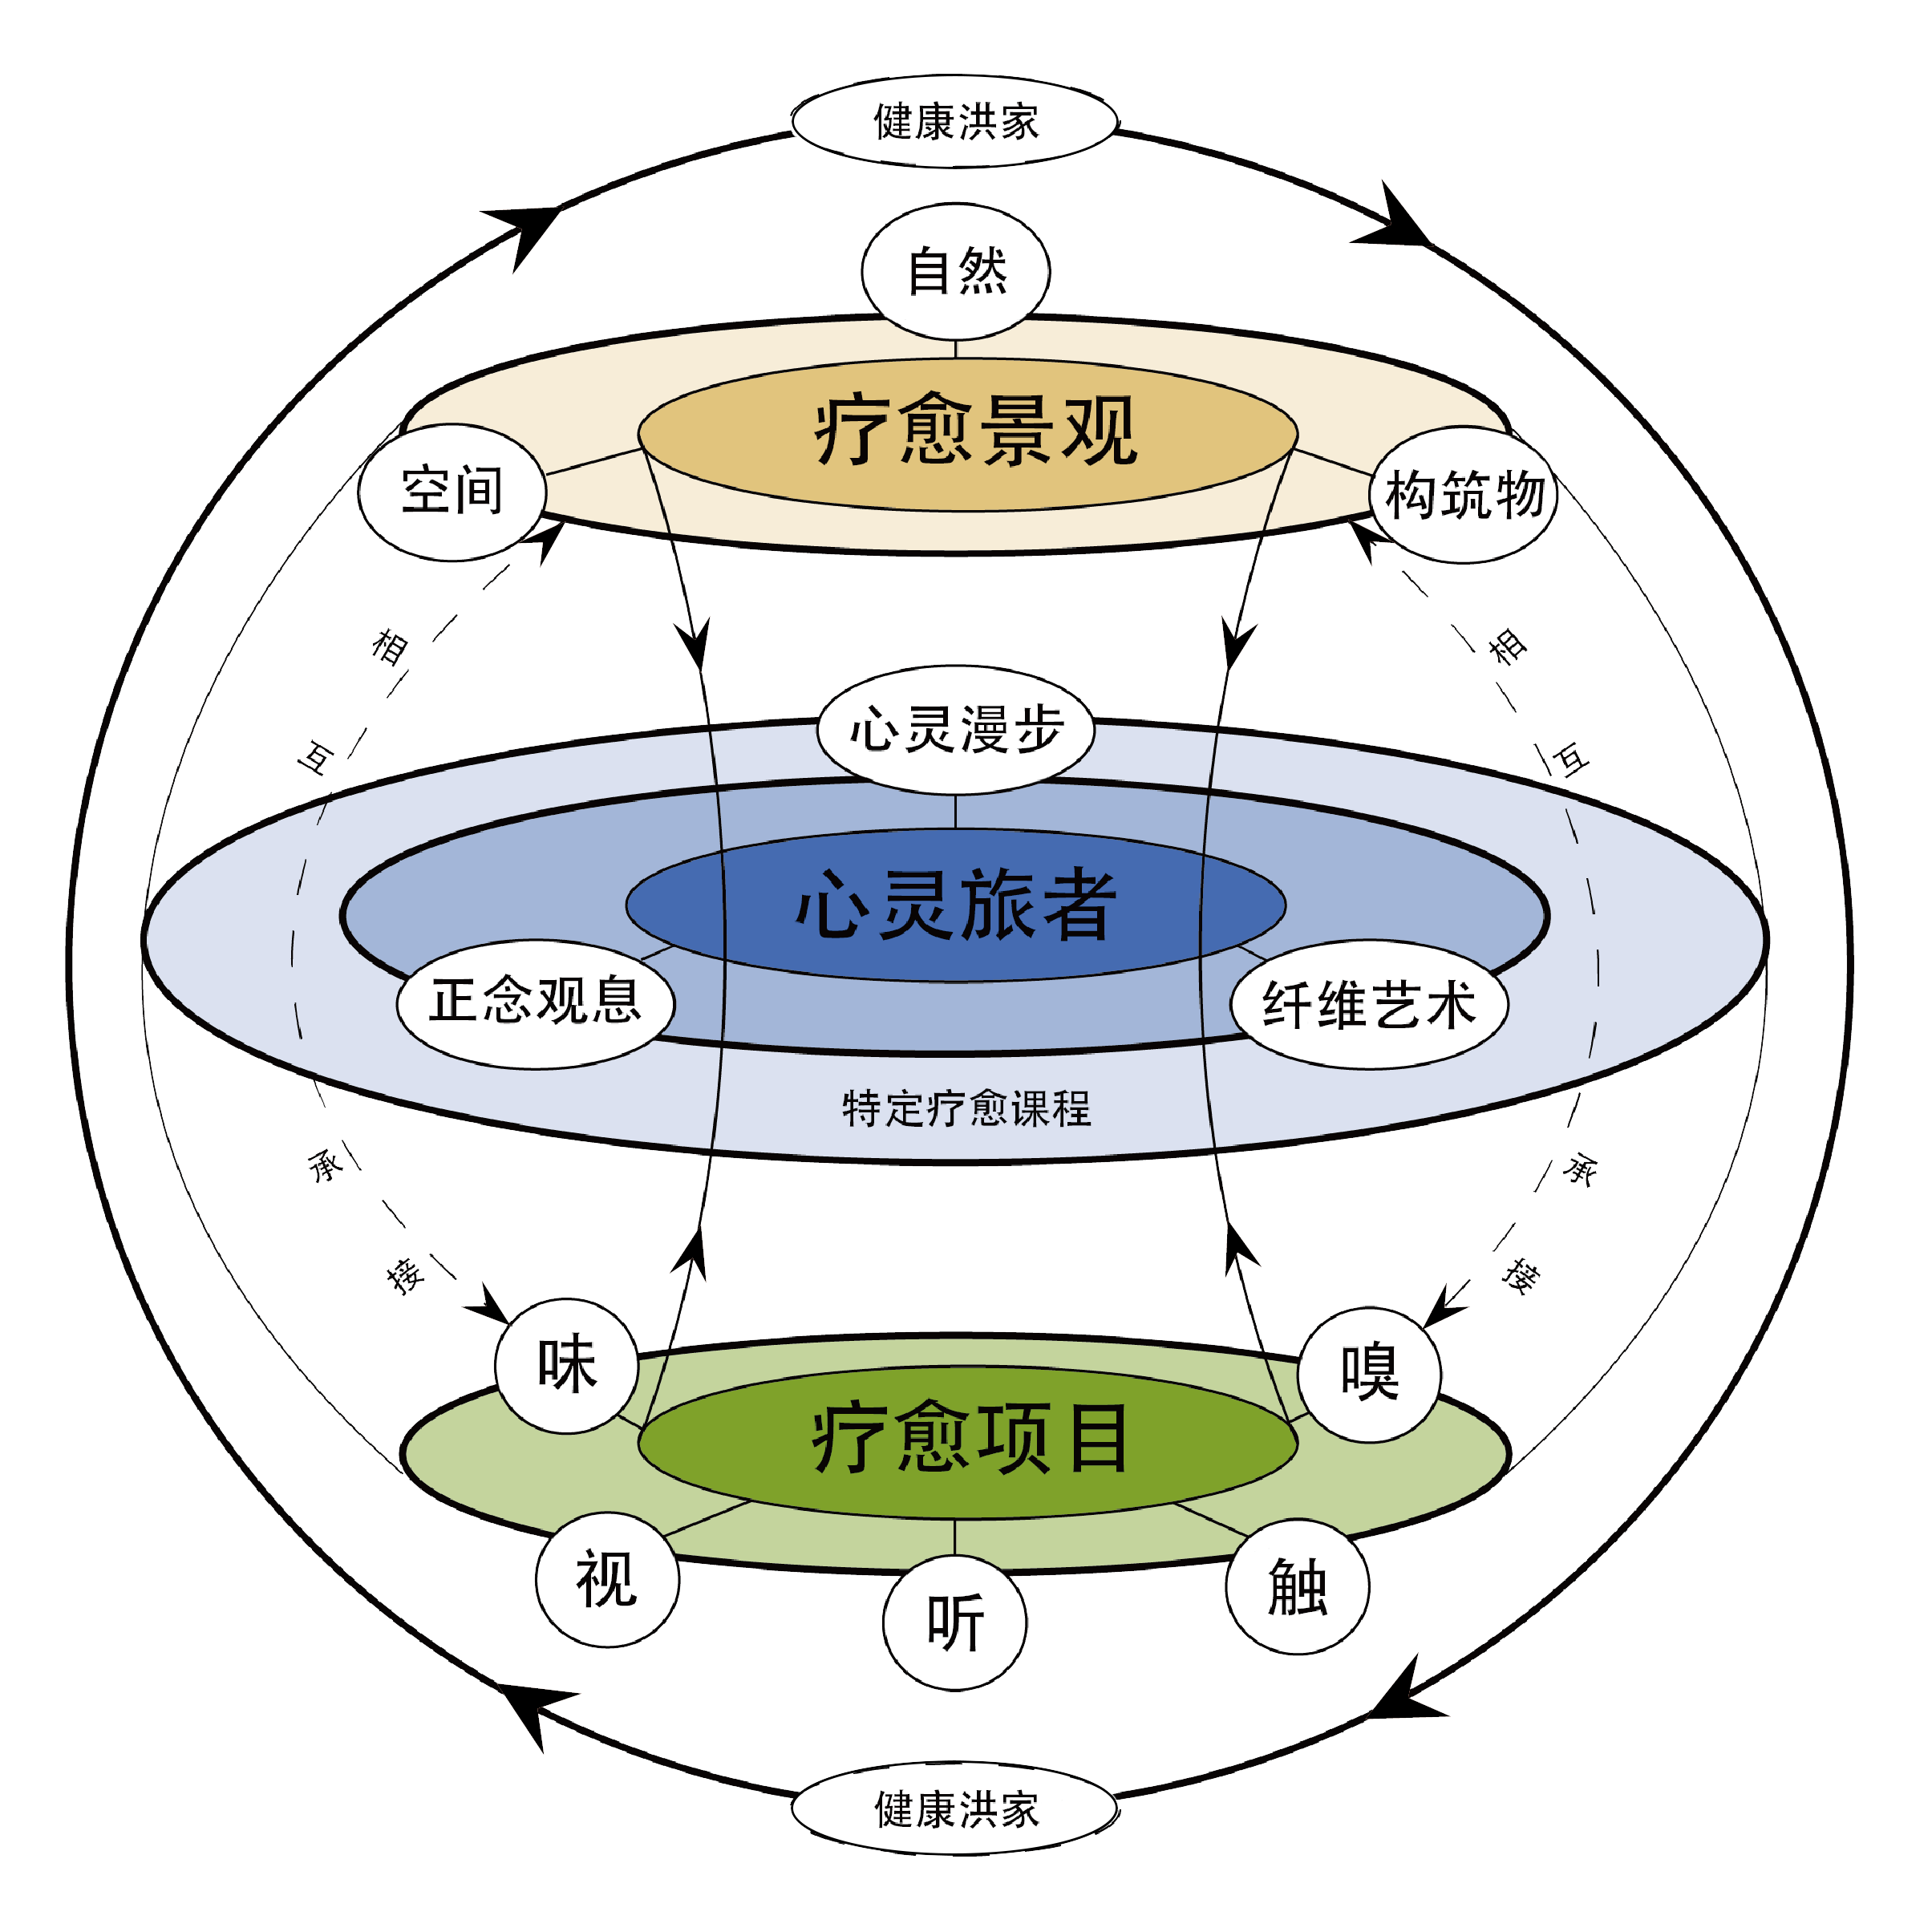 健康洪家
自然
疗愈景观
空间
构筑物
相
相
心灵漫步
互
互
心灵旅者
正念观息
纤维艺术
特定疗愈课程
承
承
接
接
味
嗅
疗愈项目
视
听
触
健康洪家